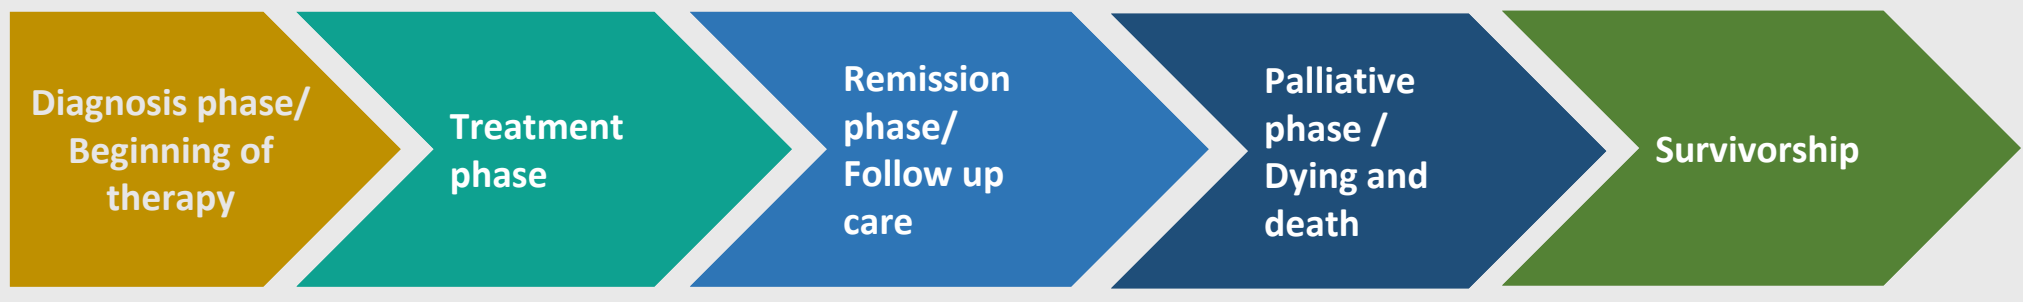 Diagnosis phase/
Beginning of
therapy
Treatment
phase
Remission
phase/
Follow up
care
Palliative
phase /
Dying and
death
Survivorship